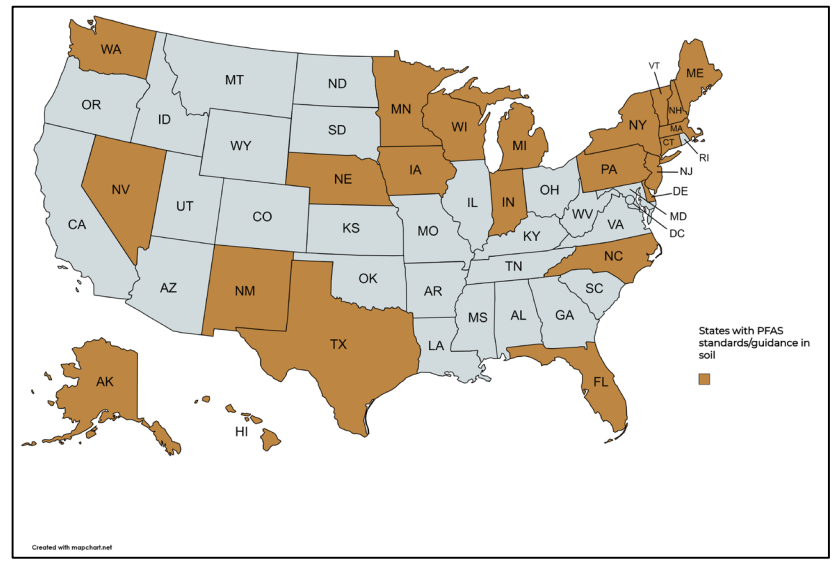 WA
MT
ND
OR
ID
WY
SD
MN
WI
MI
NY
VT
ME
NH
MA
CT
RI
NJ
PA
DE
MD
DC
NV
UT
CO
NE
IA
IL
IN
OH
WV
VA
CA
KS
MO
KY
NC
AZ
NM
OK
AR
TN
SC
TX
LA
MS
AL
GA
FL
AK
HI
States with PFAS
standards/guidance in
soil
Created with mapchart.net